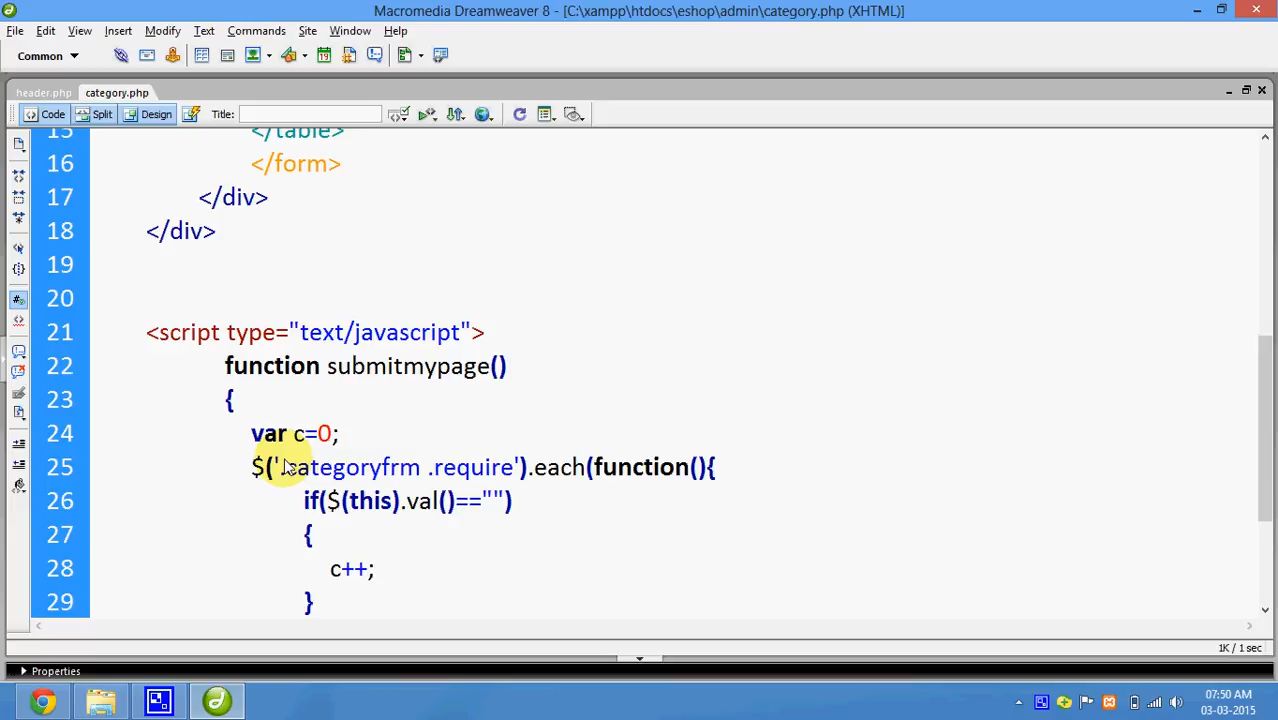 Macromedia Dreamweaver 8 - [C:\xampp\htdocs\eshop\admin\category.php (XHTML)]
File Edit View Insert Modify Text Commands Site Window Help
Common
header.php category.php
Code Split Design Title:
15 </table>
16 </form>
17 </div>
18 </div>
19
20
21 <script type="text/javascript">
22 function submitmypage()
23 {
24 var c=0;
25 $('.categoryfrm .require').each(function(){
26 if($(this).val()=="")
27 {
28 c++;
29 }
1K / 1 sec
Properties
07:50 AM
03-03-2015